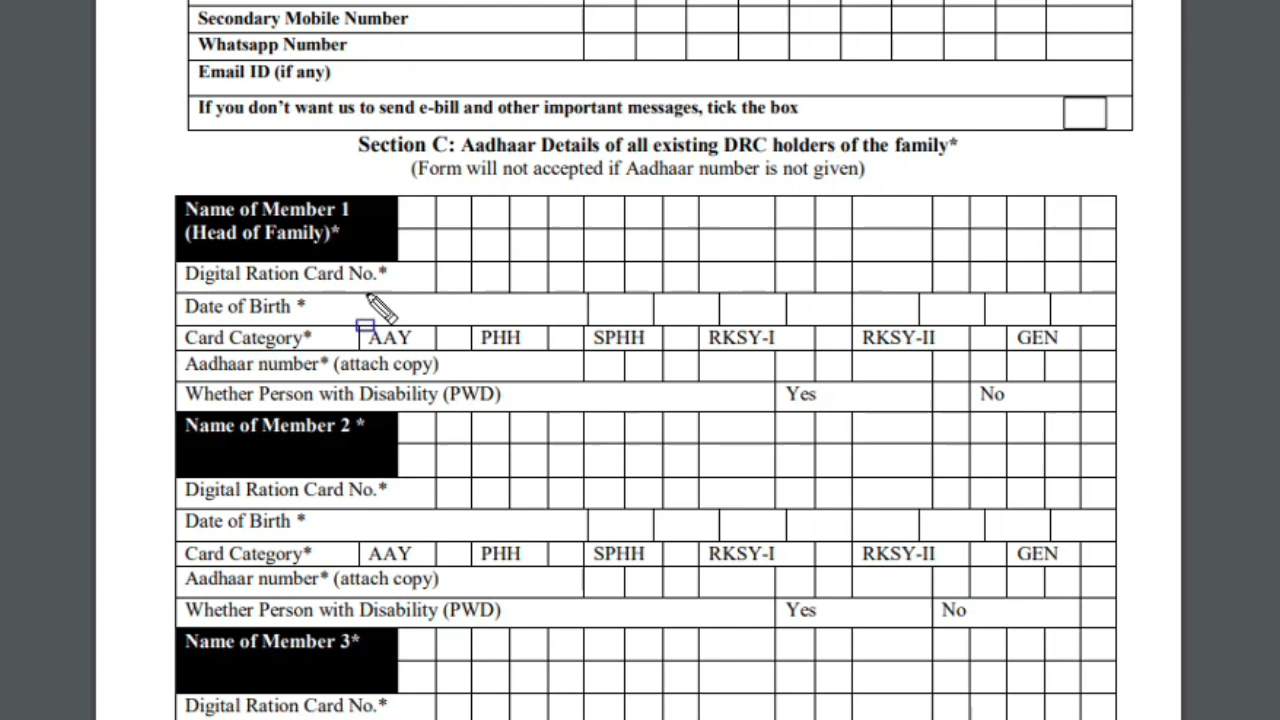 Secondary Mobile Number
Whatsapp Number
Email ID (if any)
If you don’t want us to send e-bill and other important messages, tick the box
Section C: Aadhaar Details of all existing DRC holders of the family*
(Form will not accepted if Aadhaar number is not given)
Name of Member 1
(Head of Family)*
Digital Ration Card No.*
Date of Birth *
Card Category* AAY PHH SPHH RKSY-I RKSY-II GEN
Aadhaar number* (attach copy)
Whether Person with Disability (PWD) Yes No
Name of Member 2 *
Digital Ration Card No.*
Date of Birth *
Card Category* AAY PHH SPHH RKSY-I RKSY-II GEN
Aadhaar number* (attach copy)
Whether Person with Disability (PWD) Yes No
Name of Member 3*
Digital Ration Card No.*